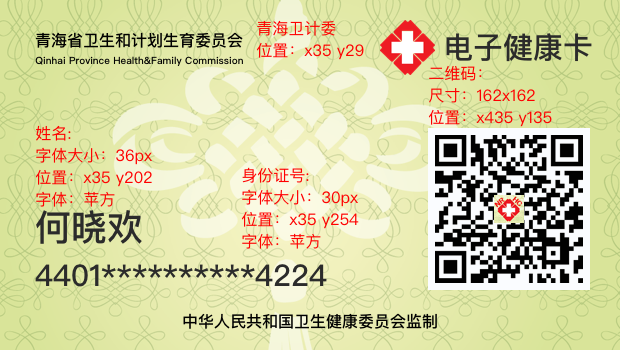 青海省卫生和计划生育委员会
Qinhai Province Health&Family Commission
青海卫计委
位置：x35 y29
电子健康卡
二维码：
尺寸：162x162
位置：x435 y135
姓名:
字体大小：36px
位置：x35 y202
字体：苹方
何晓欢
身份证号:
字体大小：30px
位置：x35 y254
字体：苹方
4401**********4224
中华人民共和国卫生健康委员会监制